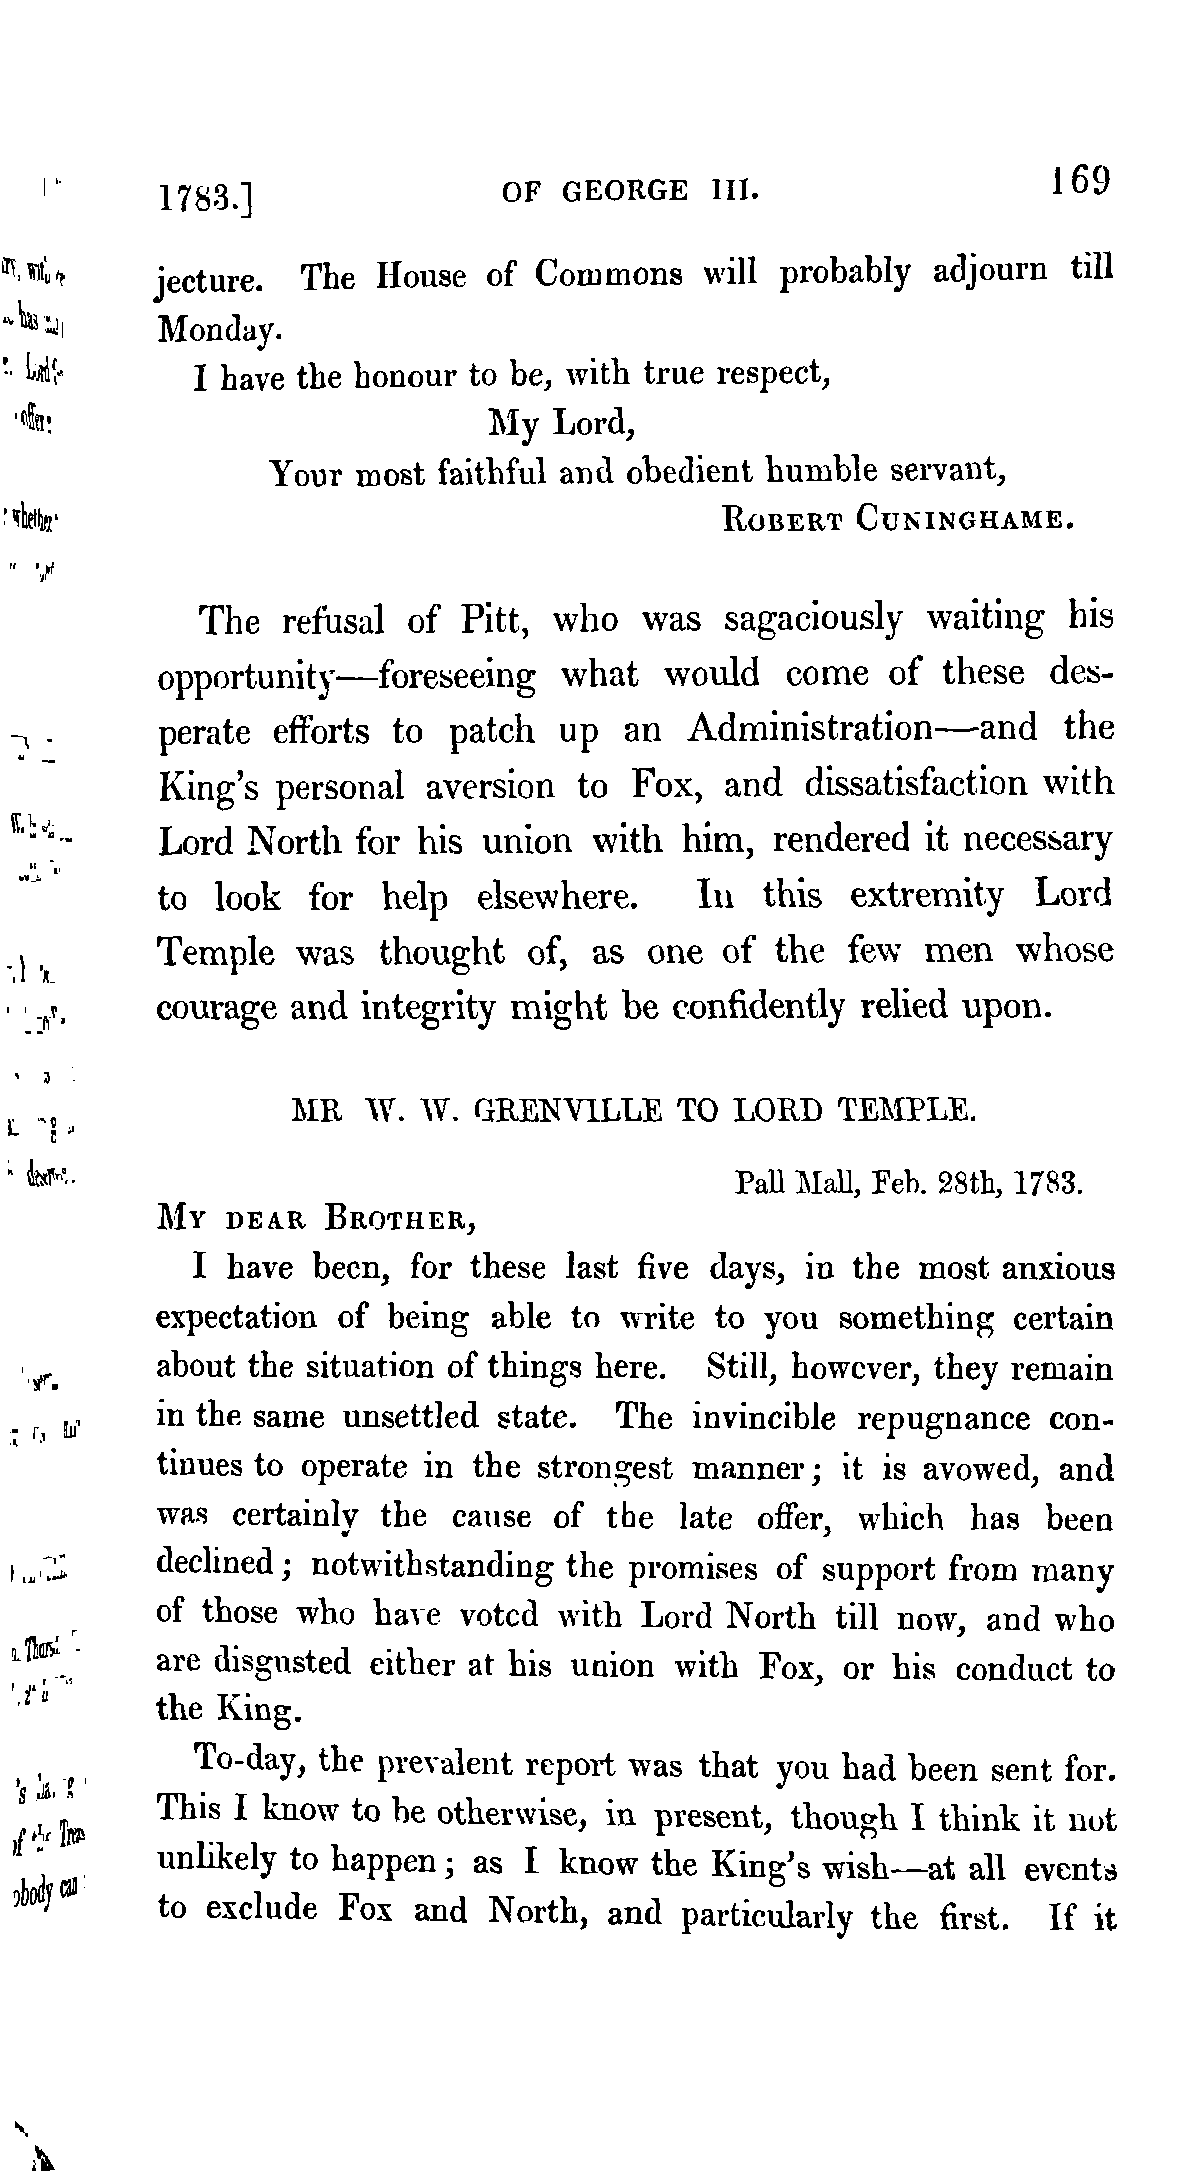 1783.] OF GEORGE III. 169
jecture. The House of Commons will probably adjourn till
Monday.
I have the honour to be, with true respect,
My Lord,
Your most faithful and obedient humble servant,
ROBERT CUNINGHAME.
The refusal of Pitt, who was sagaciously waiting his
opportunity—foreseeing what would come of these des-
perate efforts to patch up an Administration—and the
King's personal aversion to Fox, and dissatisfaction with
Lord North for his union with him, rendered it necessary
to look for help elsewhere. In this extremity Lord
Temple was thought of, as one of the few men whose
courage and integrity might be confidently relied upon.
MR W. W. GRENVILLE TO LORD TEMPLE.
Pall Mall, Feb. 28th, 1783.
MY DEAR BROTHER,
I have been, for these last five days, in the most anxious
expectation of being able to write to you something certain
about the situation of things here. Still, however, they remain
in the same unsettled state. The invincible repugnance con-
tinues to operate in the strongest manner; it is avowed, and
was certainly the cause of the late offer, which has been
declined; notwithstanding the promises of support from many
of those who have voted with Lord North till now, and who
are disgusted either at his union with Fox, or his conduct to
the King.
To-day, the prevalent report was that you had been sent for.
This I know to be otherwise, in present, though I think it not
unlikely to happen; as I know the King's wish—at all events
to exclude Fox and North, and particularly the first. If it